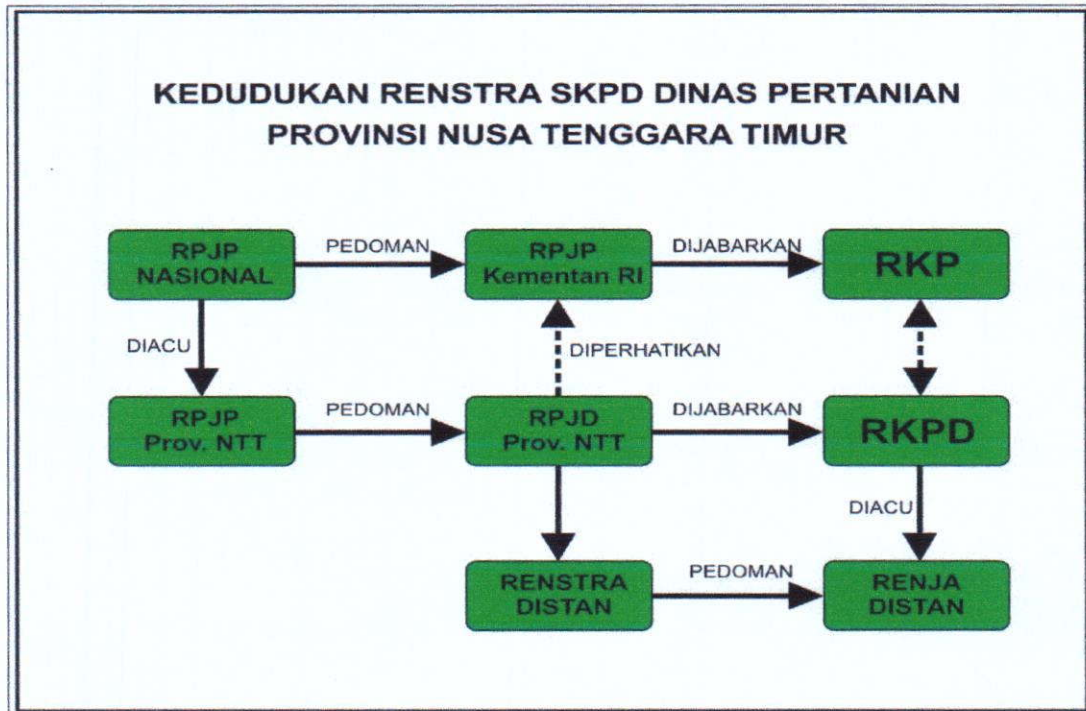 KEDUDUKAN RENSTRA SKPD DINAS PERTANIAN
PROVINSI NUSA TENGGARA TIMUR
RPJP
NASIONAL
PEDOMAN
RPJP
Kementan RI
DIJABARKAN
RKP
DIACU
DIPERHATIKAN
RPJP
Prov. NTT
PEDOMAN
RPJD
Prov. NTT
DIJABARKAN
RKPD
DIACU
RENSTRA
DISTAN
PEDOMAN
RENJA
DISTAN